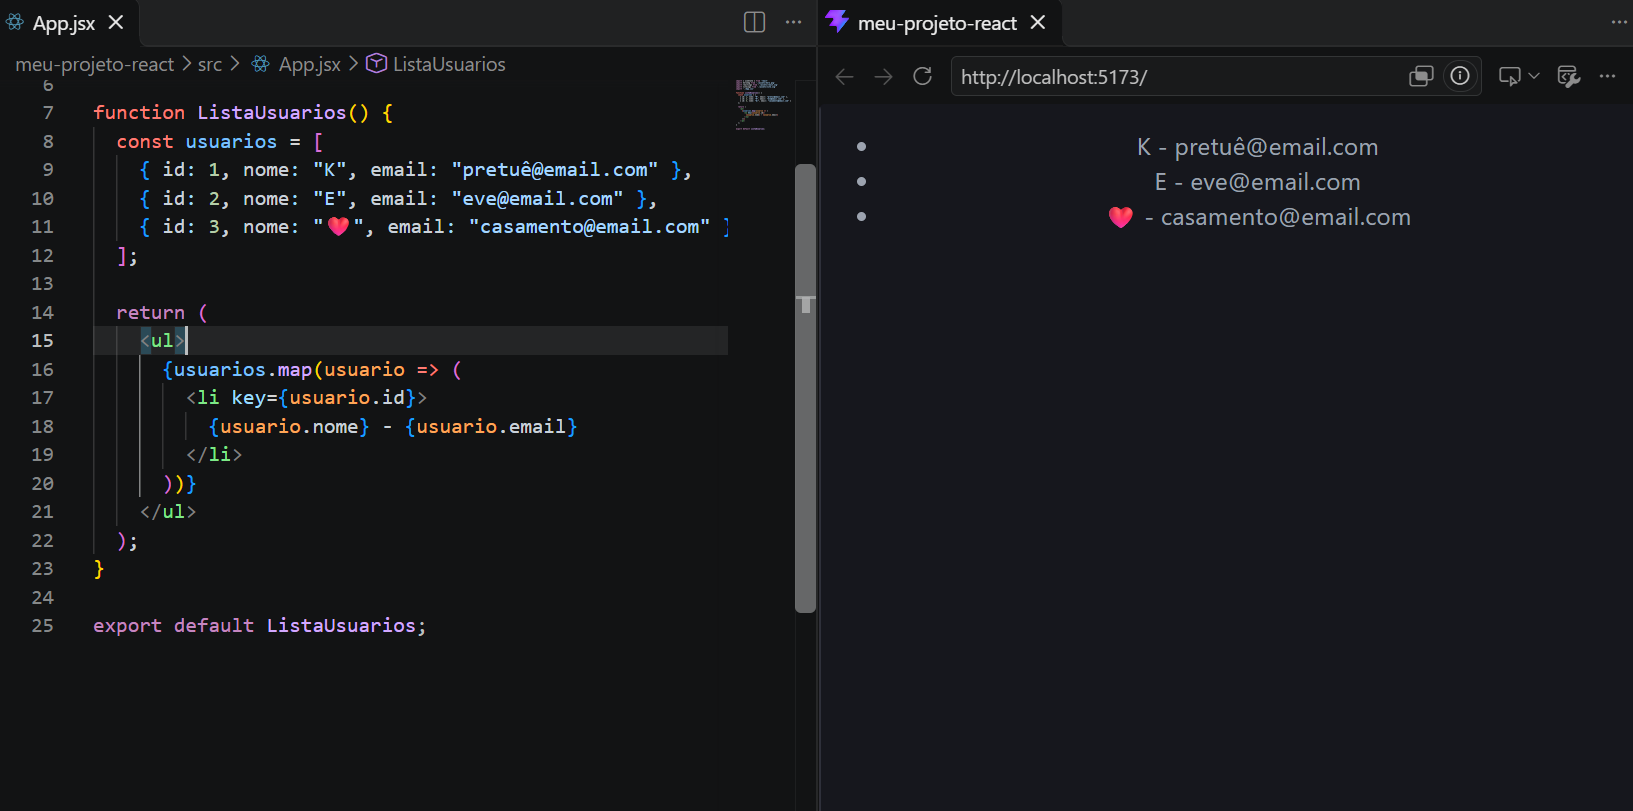 App.jsx
meu-projeto-react > src > App.jsx > ListaUsuarios
6
7 function ListaUsuarios() {
8 const usuarios = [
9 { id: 1, nome: "K", email: "pretuê@email.com" },
10 { id: 2, nome: "E", email: "eve@email.com" },
11 { id: 3, nome: "❤️", email: "casamento@email.com" }
12 ];
13
14 return (
15 <ul>
16 {usuarios.map(usuario => (
17 <li key={usuario.id}>
18 {usuario.nome} - {usuario.email}
19 </li>
20 ))}
21 </ul>
22 );
23 }
24
25 export default ListaUsuarios;
meu-projeto-react
http://localhost:5173/
• K - pretuê@email.com
• E - eve@email.com
• ❤️ - casamento@email.com